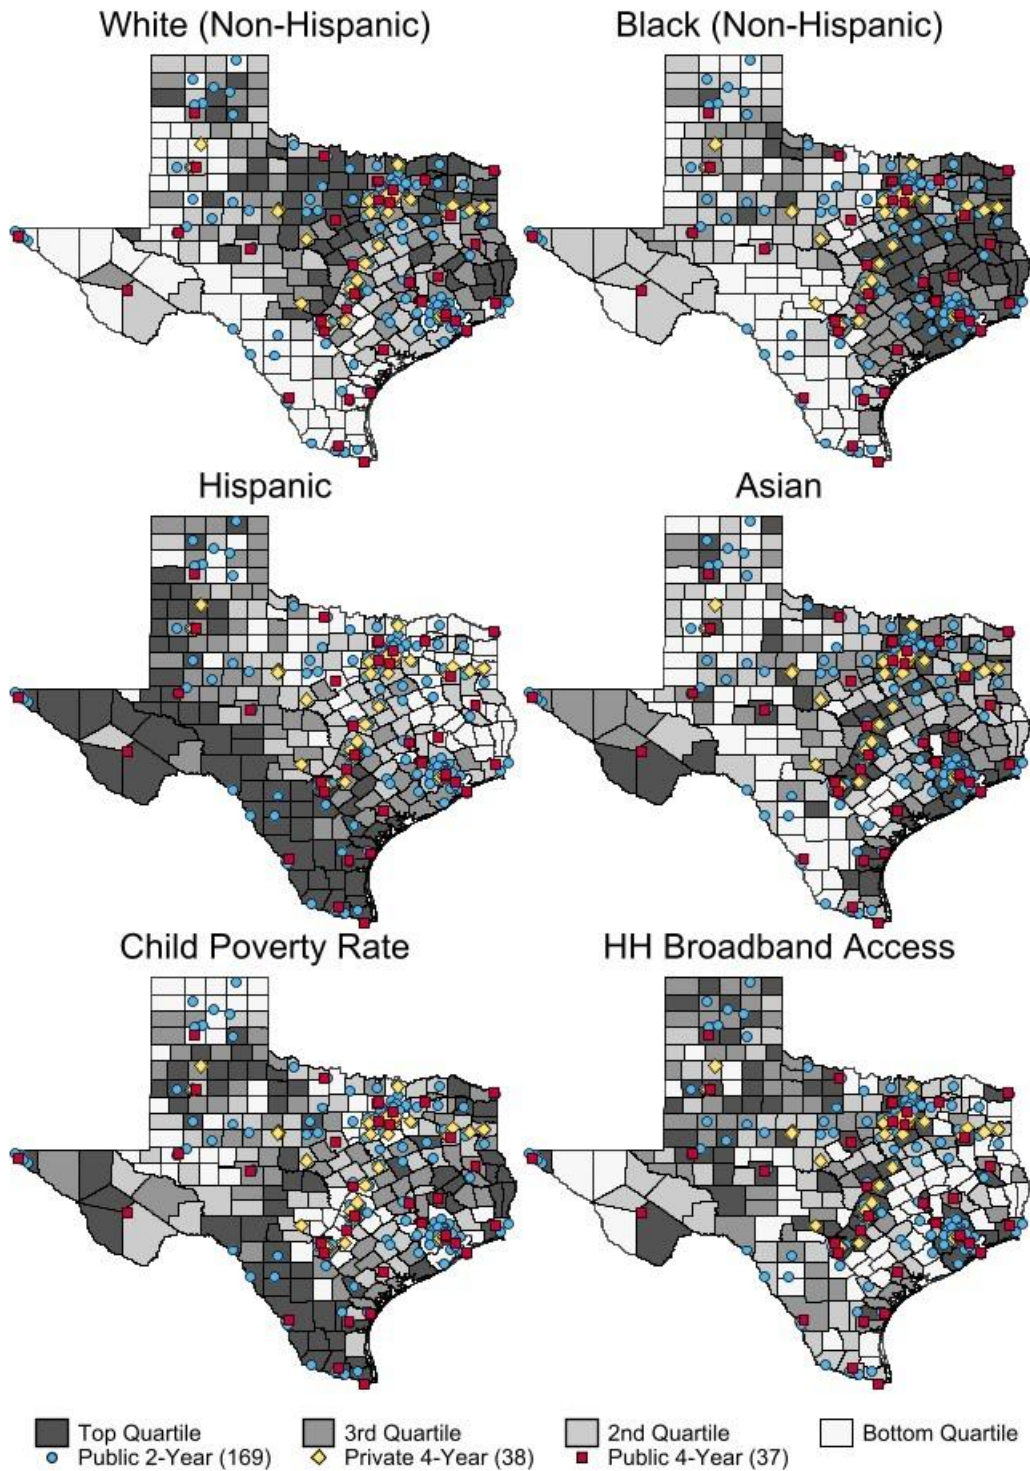 White (Non-Hispanic) Black (Non-Hispanic)
Hispanic Asian
Child Poverty Rate HH Broadband Access
Top Quartile 3rd Quartile 2nd Quartile Bottom Quartile
Public 2-Year (169) Private 4-Year (38) Public 4-Year (37)